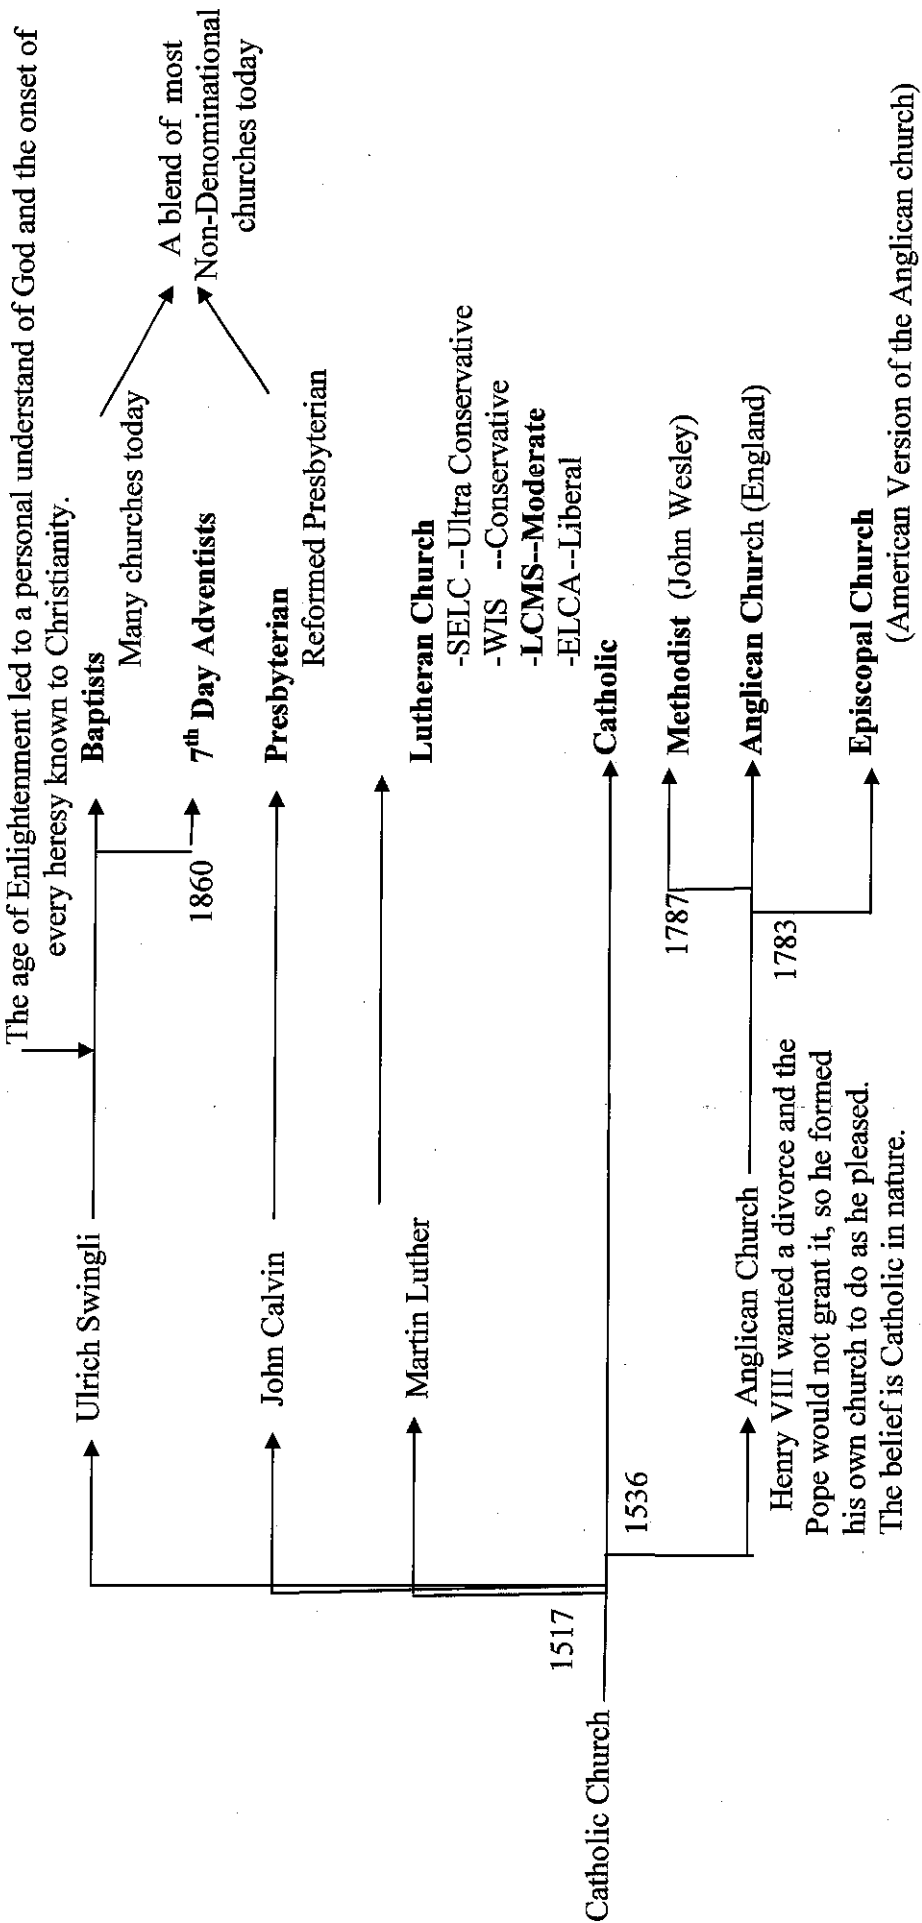 The age of Enlightenment led to a personal understand of God and the onset of
every heresy known to Christianity.
Ulrich Swingli
Baptists
Many churches today
A blend of most
Non-Denominational
churches today
1860
7th Day Adventists
John Calvin
Presbyterian
Reformed Presbyterian
Martin Luther
Lutheran Church
-SELC --Ultra Conservative
-WIS --Conservative
-LCMS--Moderate
-ELCA--Liberal
1517
Catholic Church
Catholic
1536
1787
Methodist (John Wesley)
Anglican Church
Anglican Church (England)
Henry VIII wanted a divorce and the
Pope would not grant it, so he formed
his own church to do as he pleased.
The belief is Catholic in nature.
1783
Episcopal Church
(American Version of the Anglican church)